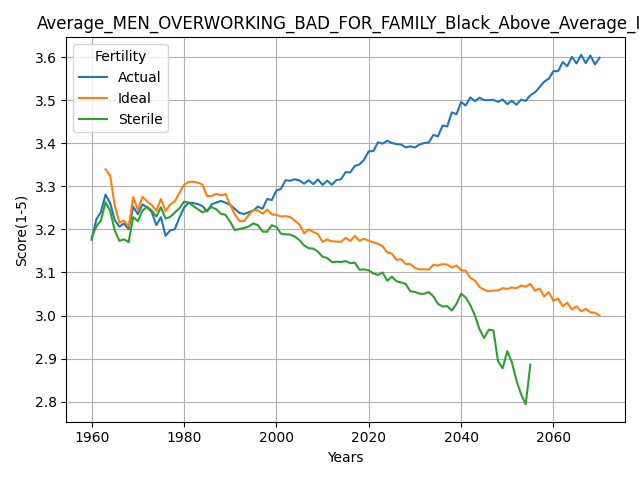 Average_MEN_OVERWORKING_BAD_FOR_FAMILY_Black_Above_Average_I
Fertility
Actual
Ideal
Sterile
Score(1-5)
3.6
3.5
3.4
3.3
3.2
3.1
3.0
2.9
2.8
1960 1980 2000 2020 2040 2060
Years